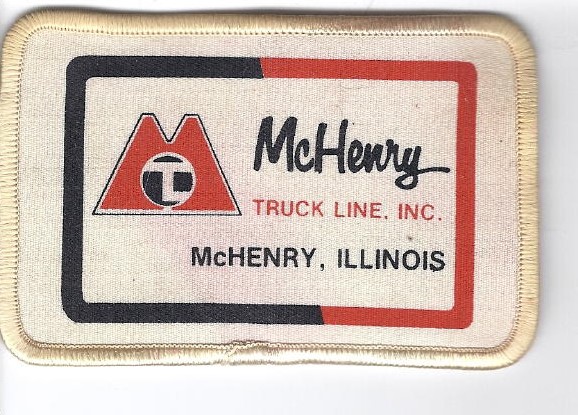 McHenry
TRUCK LINE, INC.
McHENRY, ILLINOIS